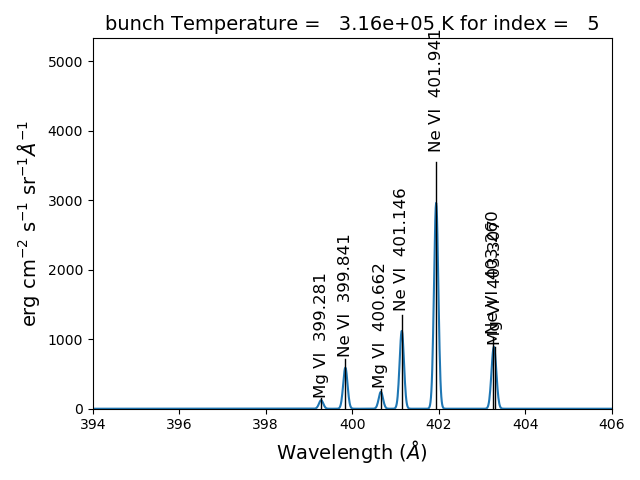 bunch Temperature =   3.16e+05 K for index =   5
erg cm⁻² s⁻¹ sr⁻¹ Å⁻¹
5000
4000
3000
2000
1000
0
Mg VI  399.281
Ne VI  399.841
Mg VI  400.662
Ne VI  401.146
Ne VI  401.941
Ne VI  403.260
Mg VI  403.307
394 396 398 400 402 404 406
Wavelength (Å)